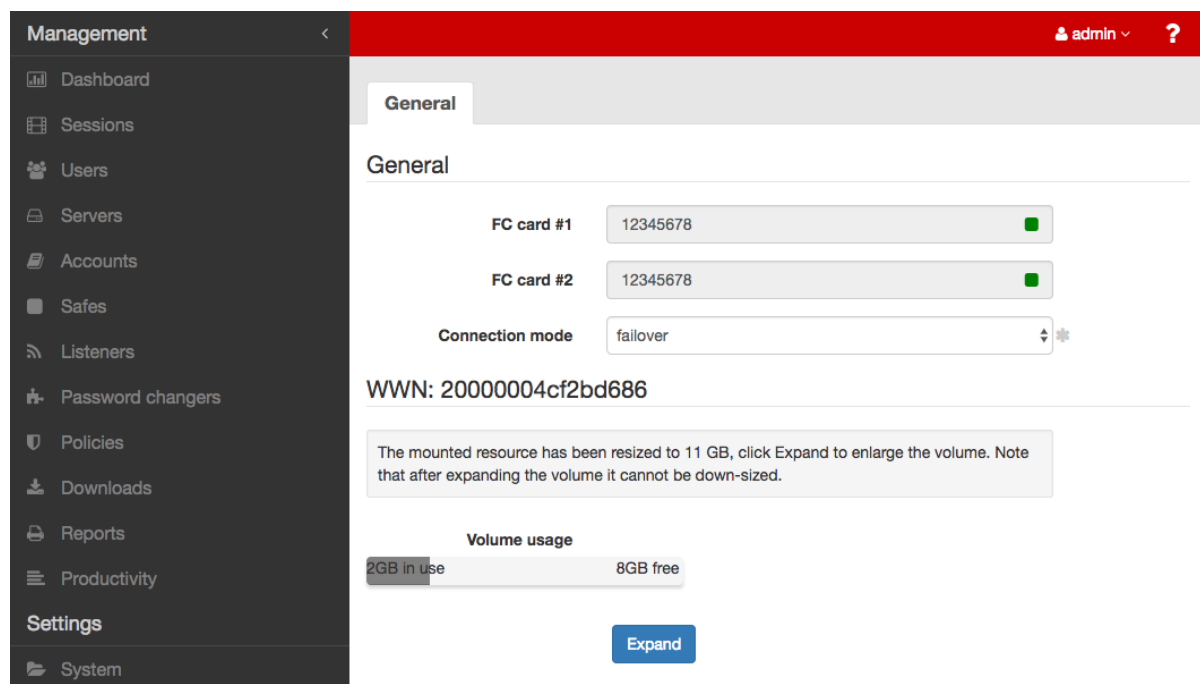 Management
admin
?
Dashboard
Sessions
Users
Servers
Accounts
Safes
Listeners
Password changers
Policies
Downloads
Reports
Productivity
Settings
System
General
General
FC card #1 12345678
FC card #2 12345678
Connection mode failover
WWN: 20000004cf2bd686
The mounted resource has been resized to 11 GB, click Expand to enlarge the volume. Note
that after expanding the volume it cannot be down-sized.
Volume usage
2GB in use 8GB free
Expand